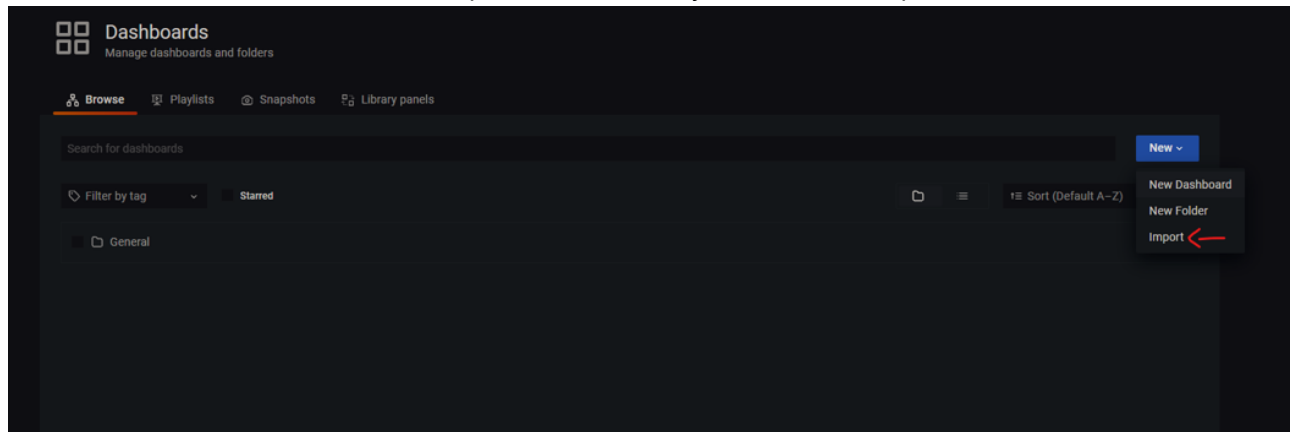 Dashboards
Manage dashboards and folders
Browse Playlists Snapshots Library panels
Search for dashboards
New
New Dashboard
Filter by tag Starred Sort (Default A–Z)
New Folder
General
Import